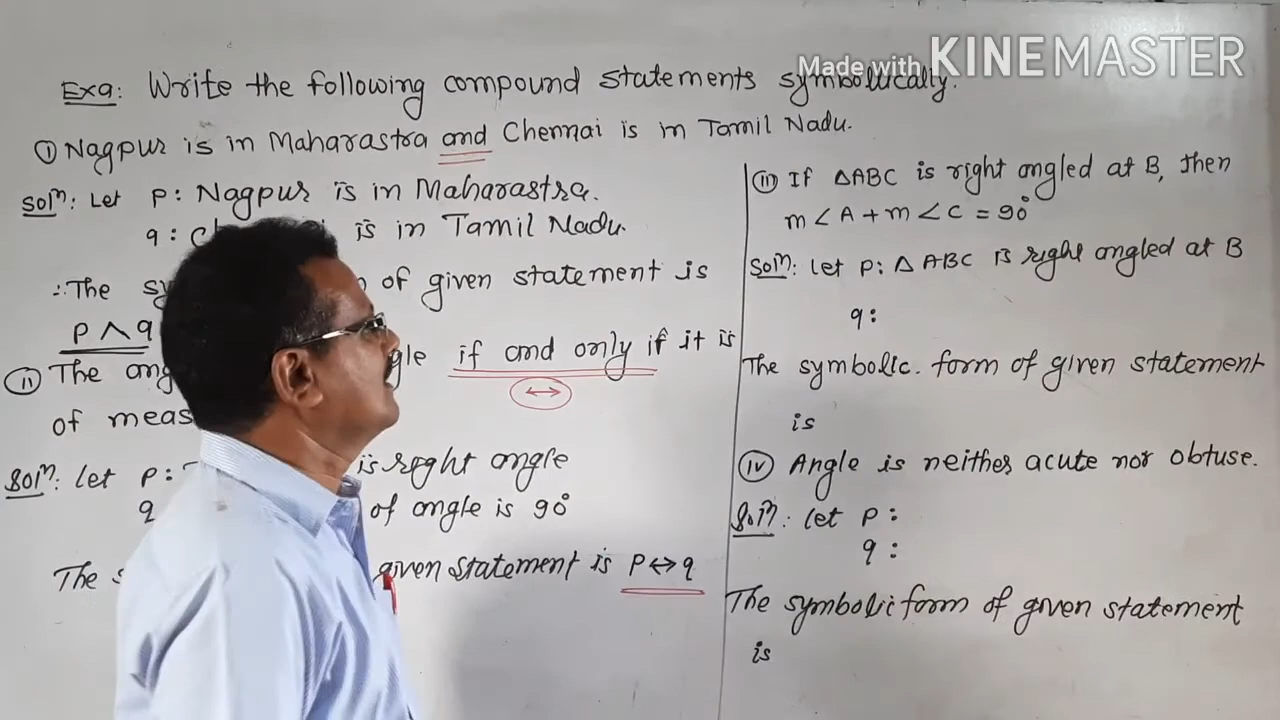 Made with KINEMASTER
Exa: Write the following compound statements symbolically.
① Nagpur is in Maharastra and Chennai is in Tamil Nadu.
Solⁿ: Let p: Nagpur is in Maharastra.
q: is in Tamil Nadu.
∴ The of given statement is
p ∧ q
ⓘⓘ The if and only if it is
↔
of
Solⁿ: let p: is right angle
q of angle is 90°
The given statement is p ↔ q
(iii) If ΔABC is right angled at B, then
m∠A + m∠C = 90°
Solⁿ: let p: Δ ABC is right angled at B
q:
The symbolic. form of given statement
is
(iv) Angle is neither acute nor obtuse.
Solⁿ: let p:
q:
The symbolic form of given statement
is